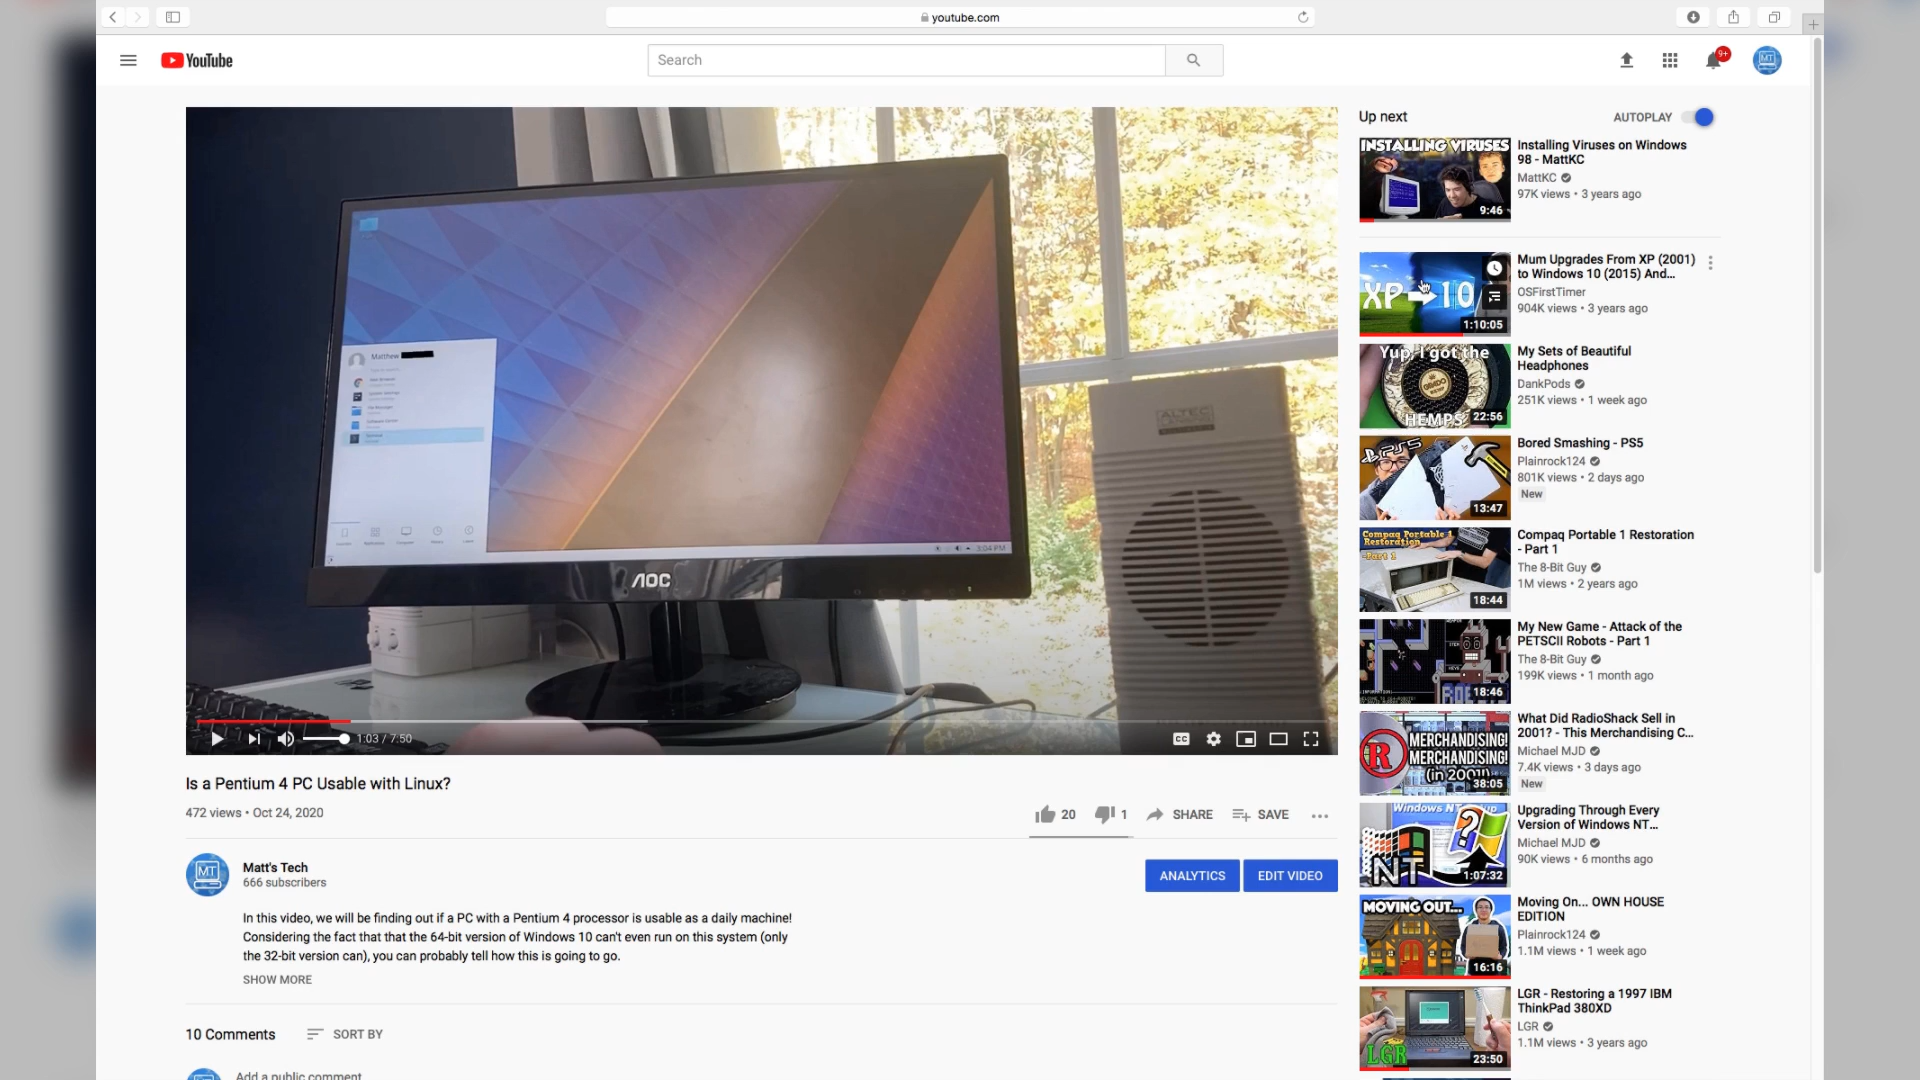 youtube.com
YouTube
Search
9+
MT
Matthew
3:04 PM
AOC
ALTEC
1:03 / 7:50
CC
Is a Pentium 4 PC Usable with Linux?
472 views • Oct 24, 2020
20
1
SHARE
SAVE
MT
Matt's Tech
666 subscribers
ANALYTICS
EDIT VIDEO
In this video, we will be finding out if a PC with a Pentium 4 processor is usable as a daily machine!
Considering the fact that that the 64-bit version of Windows 10 can't even run on this system (only
the 32-bit version can), you can probably tell how this is going to go.
SHOW MORE
10 Comments
SORT BY
Add a public comment
Up next
AUTOPLAY
INSTALLING VIRUSES
9:46
Installing Viruses on Windows
98 - MattKC
MattKC
97K views • 3 years ago
XP
10
1:10:05
Mum Upgrades From XP (2001)
to Windows 10 (2015) And...
OSFirstTimer
904K views • 3 years ago
Yup, I got the
GRADO
HEMPS
22:56
My Sets of Beautiful
Headphones
DankPods
251K views • 1 week ago
PS5
13:47
Bored Smashing - PS5
Plainrock124
801K views • 2 days ago
New
Compaq Portable 1
Restoration
-Part 1
18:44
Compaq Portable 1 Restoration
- Part 1
The 8-Bit Guy
1M views • 2 years ago
18:46
My New Game - Attack of the
PETSCII Robots - Part 1
The 8-Bit Guy
199K views • 1 month ago
R
MERCHANDISING!
MERCHANDISING!
(in 2001!)
38:05
What Did RadioShack Sell in
2001? - This Merchandising C...
Michael MJD
7.4K views • 3 days ago
New
Windows NT
?
NT
1:07:32
Upgrading Through Every
Version of Windows NT...
Michael MJD
90K views • 6 months ago
MOVING OUT...
16:16
Moving On... OWN HOUSE
EDITION
Plainrock124
1.1M views • 1 week ago
LGR
23:50
LGR - Restoring a 1997 IBM
ThinkPad 380XD
LGR
1.1M views • 3 years ago